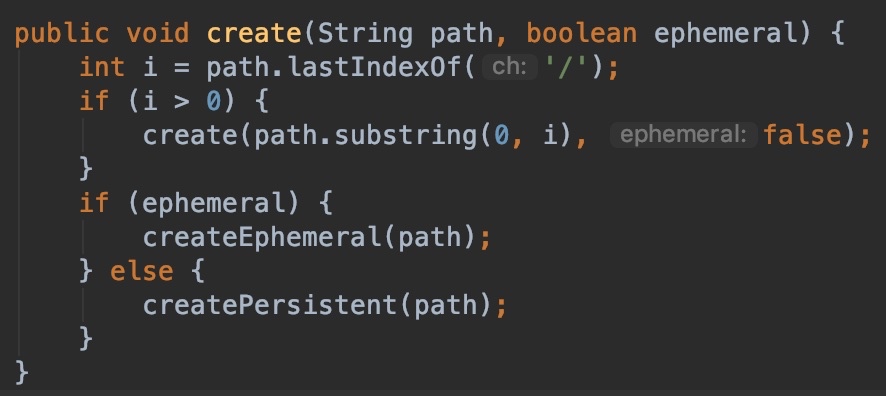 public void create(String path, boolean ephemeral) {
    int i = path.lastIndexOf( ch: '/');
    if (i > 0) {
        create(path.substring(0, i), ephemeral: false);
    }
    if (ephemeral) {
        createEphemeral(path);
    } else {
        createPersistent(path);
    }
}